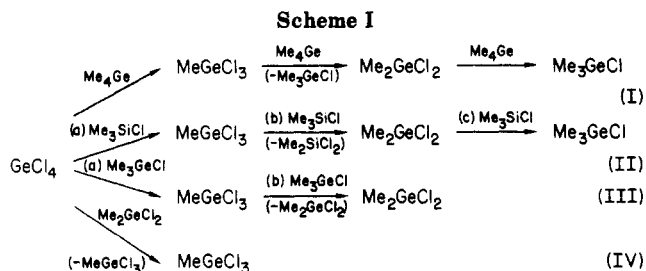 Scheme I
Me₄Ge MeGeCl₃ Me₄Ge (-Me₃GeCl) Me₂GeCl₂ Me₄Ge Me₃GeCl
(I)
(a) Me₃SiCl MeGeCl₃ (b) Me₃SiCl (-Me₂SiCl₂) Me₂GeCl₂ (c) Me₃SiCl Me₃GeCl
GeCl₄
(II)
(a) Me₃GeCl MeGeCl₃ (b) Me₃GeCl (-Me₂GeCl₂) Me₂GeCl₂ (III)
Me₂GeCl₂
(-MeGeCl₃) MeGeCl₃ (IV)